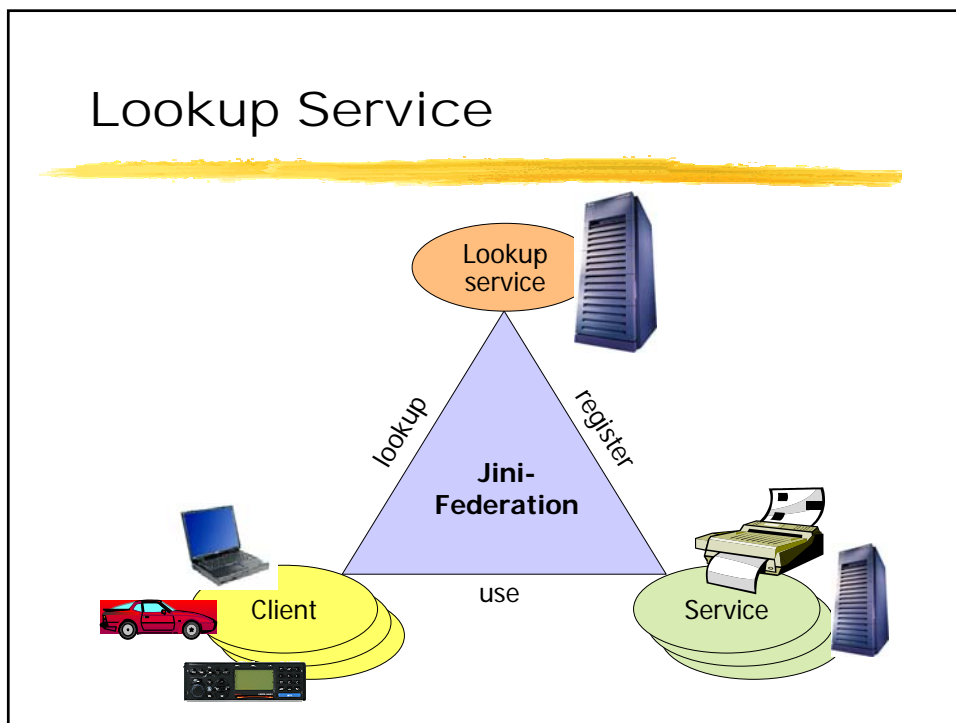 Lookup Service
Lookup
service
lookup
register
Jini-
Federation
Client
use
Service